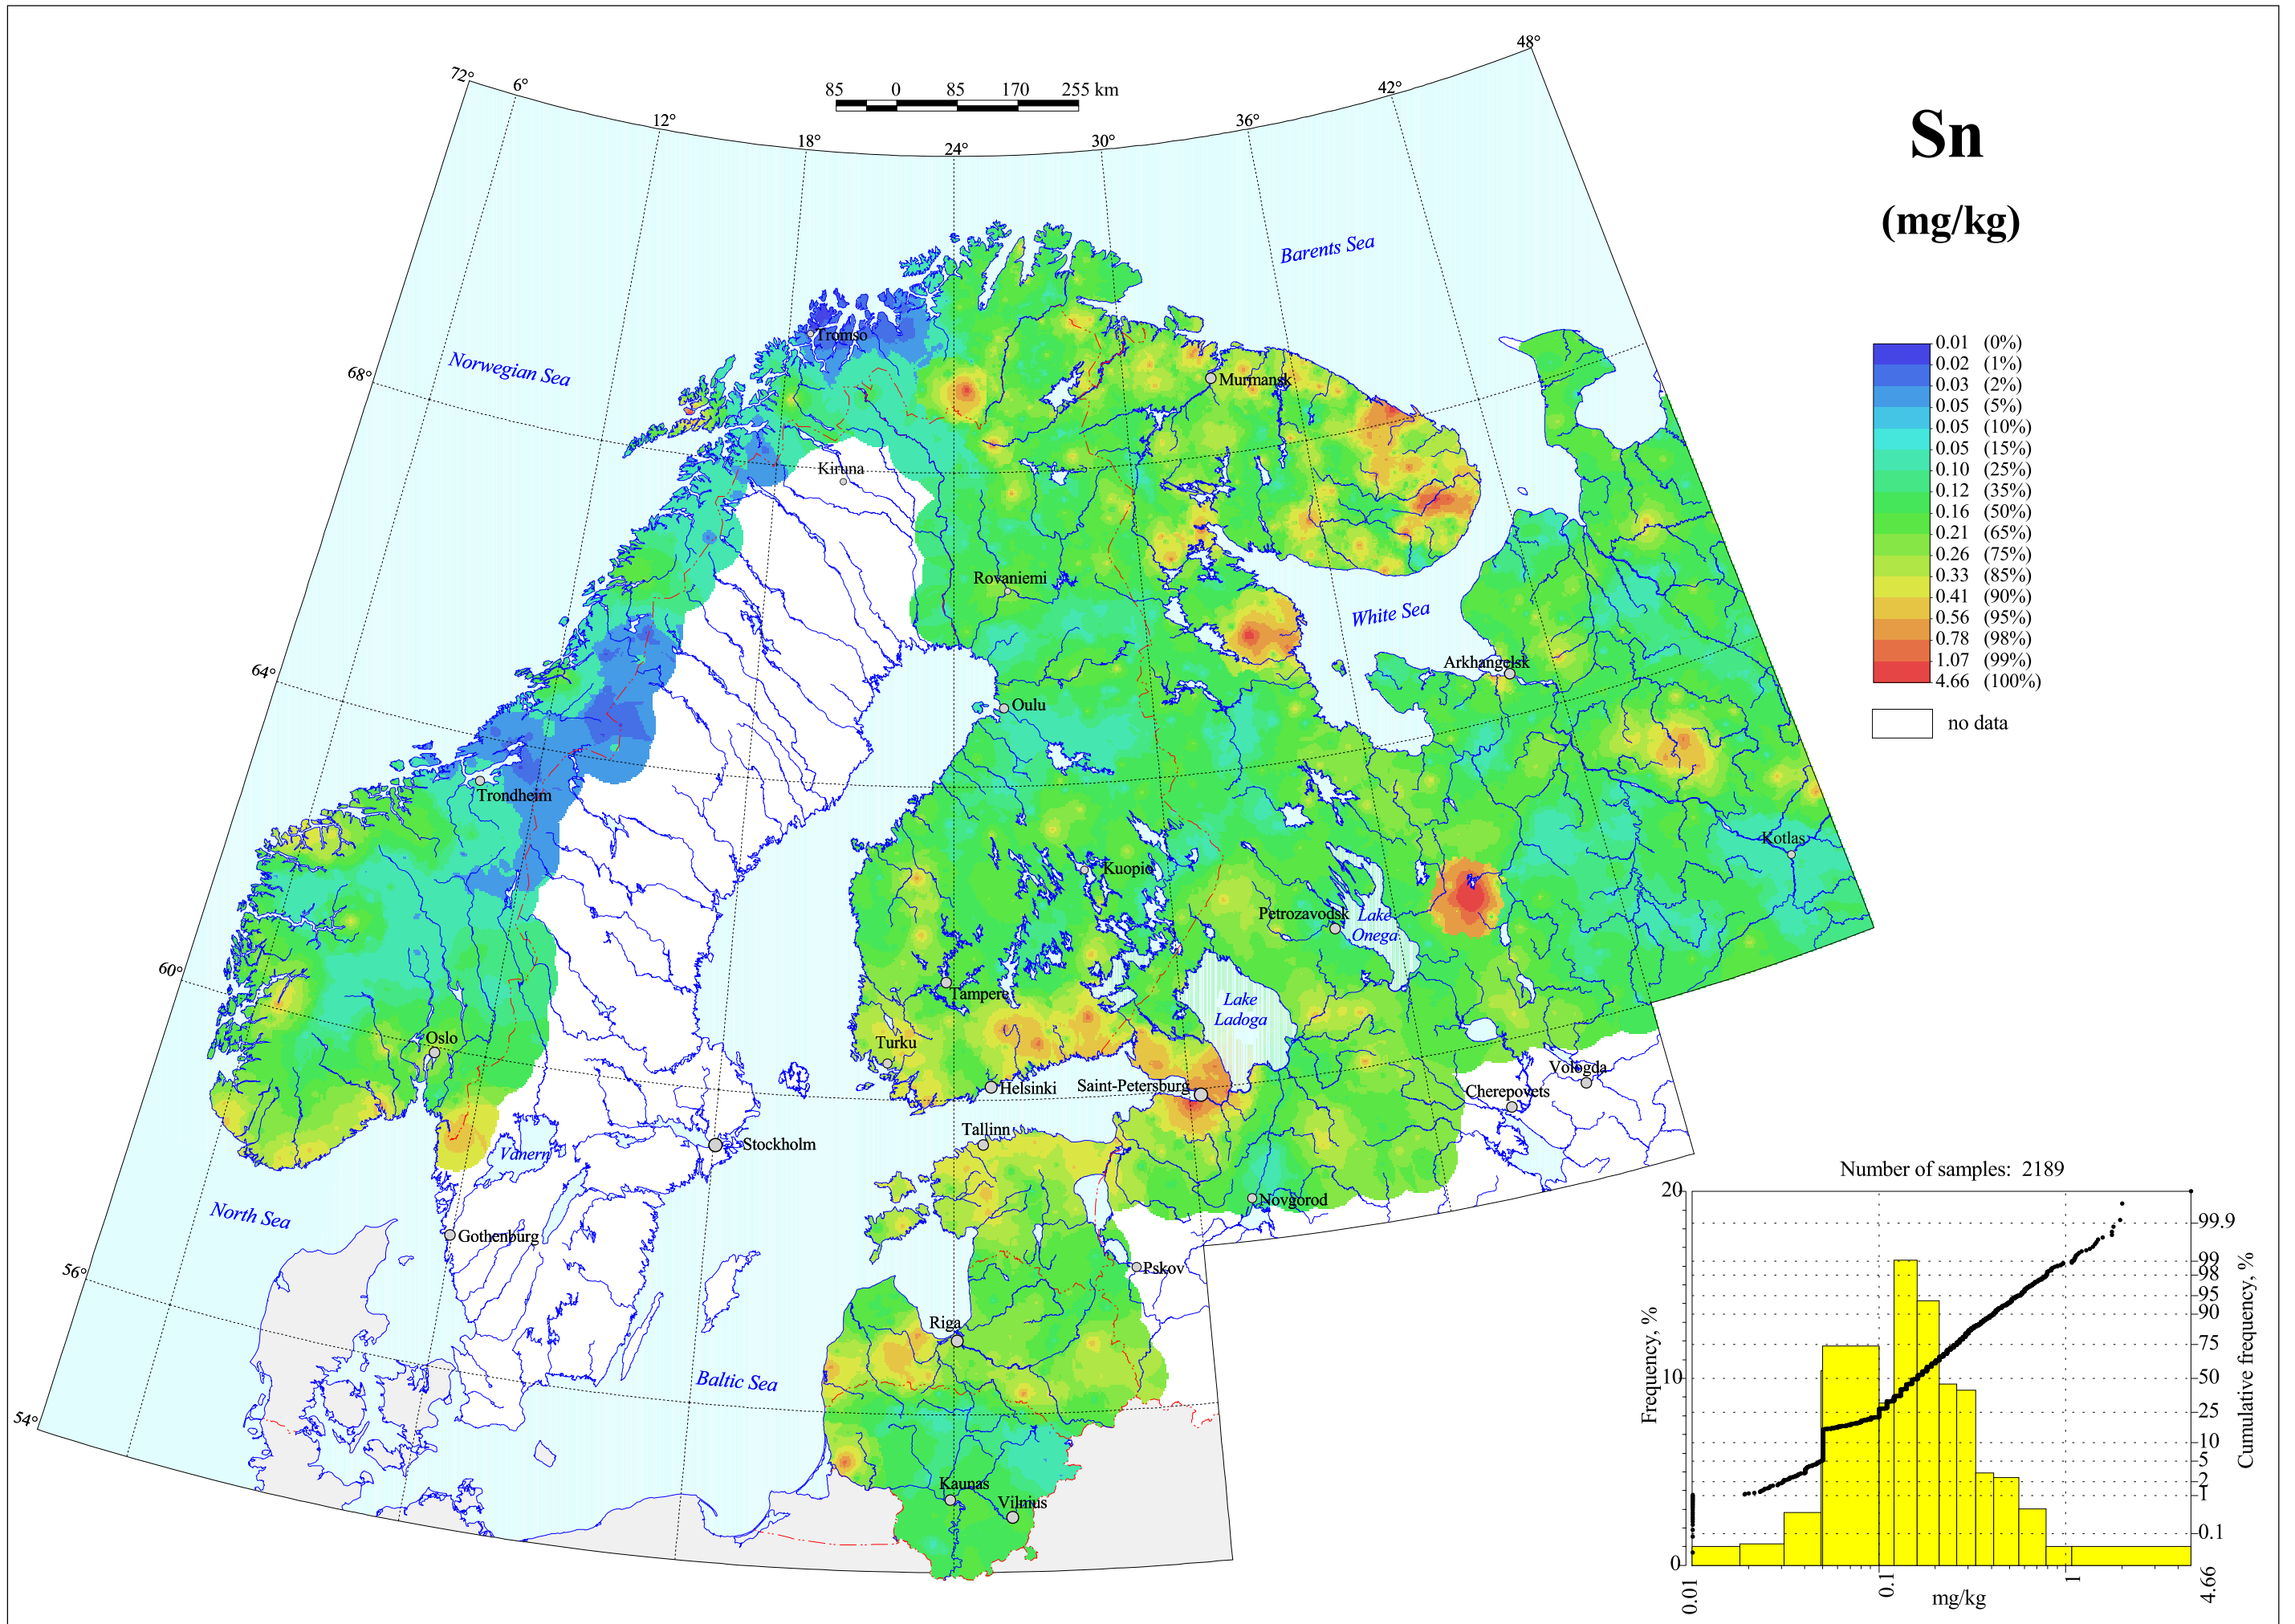 Sn
(mg/kg)
85 0 85 170 255 km
72°
6°
12°
18°
24°
30°
36°
42°
48°
68°
64°
60°
56°
54°
Barents Sea
Norwegian Sea
White Sea
North Sea
Baltic Sea
Lake
Onega
Lake
Ladoga
Vanern
Tromso
Murmansk
Kiruna
Rovaniemi
Arkhangelsk
Oulu
Trondheim
Kotlas
Kuopio
Petrozavodsk
Tampere
Oslo
Turku
Helsinki
Saint-Petersburg
Vologda
Cherepovets
Tallinn
Stockholm
Novgorod
Gothenburg
Pskov
Riga
Kaunas
Vilnius
0.01 (0%)
0.02 (1%)
0.03 (2%)
0.05 (5%)
0.05 (10%)
0.05 (15%)
0.10 (25%)
0.12 (35%)
0.16 (50%)
0.21 (65%)
0.26 (75%)
0.33 (85%)
0.41 (90%)
0.56 (95%)
0.78 (98%)
1.07 (99%)
4.66 (100%)
no data
Number of samples: 2189
Frequency, %
20
10
0
Cumulative frequency, %
99.9
99
98
95
90
75
50
25
10
5
2
1
0.1
0.01
0.1
11
4.66
mg/kg